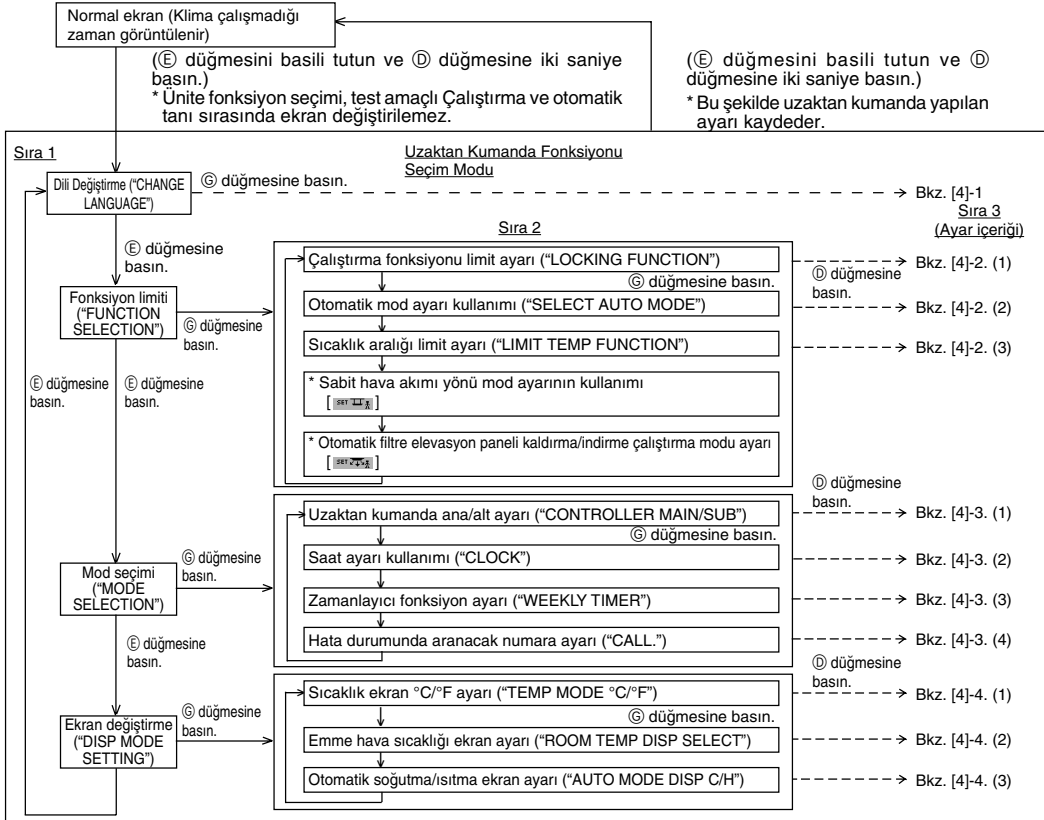 Normal ekran (Klima çalışmadığı
zaman görüntülenir)
(Ⓔ düğmesini basili tutun ve Ⓓ düğmesine iki saniye
basın.)
* Ünite fonksiyon seçimi, test amaçlı Çalıştırma ve otomatik
tanı sırasında ekran değiştirilemez.
(Ⓔ düğmesini basili tutun ve Ⓓ
düğmesine iki saniye basın.)
* Bu şekilde uzaktan kumanda yapılan
ayarı kaydeder.
Sıra 1
Uzaktan Kumanda Fonksiyonu
Seçim Modu
Dili Değiştirme (“CHANGE
LANGUAGE”)
Ⓖ düğmesine basın.
Bkz. [4]-1
Sıra 2
Sıra 3
(Ayar içeriği)
Ⓔ düğmesine
basın.
Fonksiyon limiti
(“FUNCTION
SELECTION”)
Ⓖ düğmesine
basın.
Çalıştırma fonksiyonu limit ayarı (“LOCKING FUNCTION”)
Ⓖ düğmesine basın.
Ⓓ düğmesine
basın.
Bkz. [4]-2. (1)
Otomatik mod ayarı kullanımı (“SELECT AUTO MODE”)
Bkz. [4]-2. (2)
Sıcaklık aralığı limit ayarı (“LIMIT TEMP FUNCTION”)
Bkz. [4]-2. (3)
* Sabit hava akımı yönü mod ayarının kullanımı
[ SET ]
* Otomatik filtre elevasyon paneli kaldırma/indirme çalıştırma modu ayarı
[ SET ]
Ⓔ düğmesine
basın.
Ⓔ düğmesine
basın.
Mod seçimi
(“MODE
SELECTION”)
Ⓖ düğmesine
basın.
Uzaktan kumanda ana/alt ayarı (“CONTROLLER MAIN/SUB”)
Ⓖ düğmesine basın.
Ⓓ düğmesine
basın.
Bkz. [4]-3. (1)
Saat ayarı kullanımı (“CLOCK”)
Bkz. [4]-3. (2)
Zamanlayıcı fonksiyon ayarı (“WEEKLY TIMER”)
Bkz. [4]-3. (3)
Hata durumunda aranacak numara ayarı (“CALL.”)
Bkz. [4]-3. (4)
Ⓔ düğmesine
basın.
Ekran değiştirme
(“DISP MODE
SETTING”)
Ⓖ düğmesine
basın.
Sıcaklık ekran °C/°F ayarı (“TEMP MODE °C/°F”)
Ⓖ düğmesine basın.
Ⓓ düğmesine
basın.
Bkz. [4]-4. (1)
Emme hava sıcaklığı ekran ayarı (“ROOM TEMP DISP SELECT”)
Bkz. [4]-4. (2)
Otomatik soğutma/ısıtma ekran ayarı (“AUTO MODE DISP C/H”)
Bkz. [4]-4. (3)